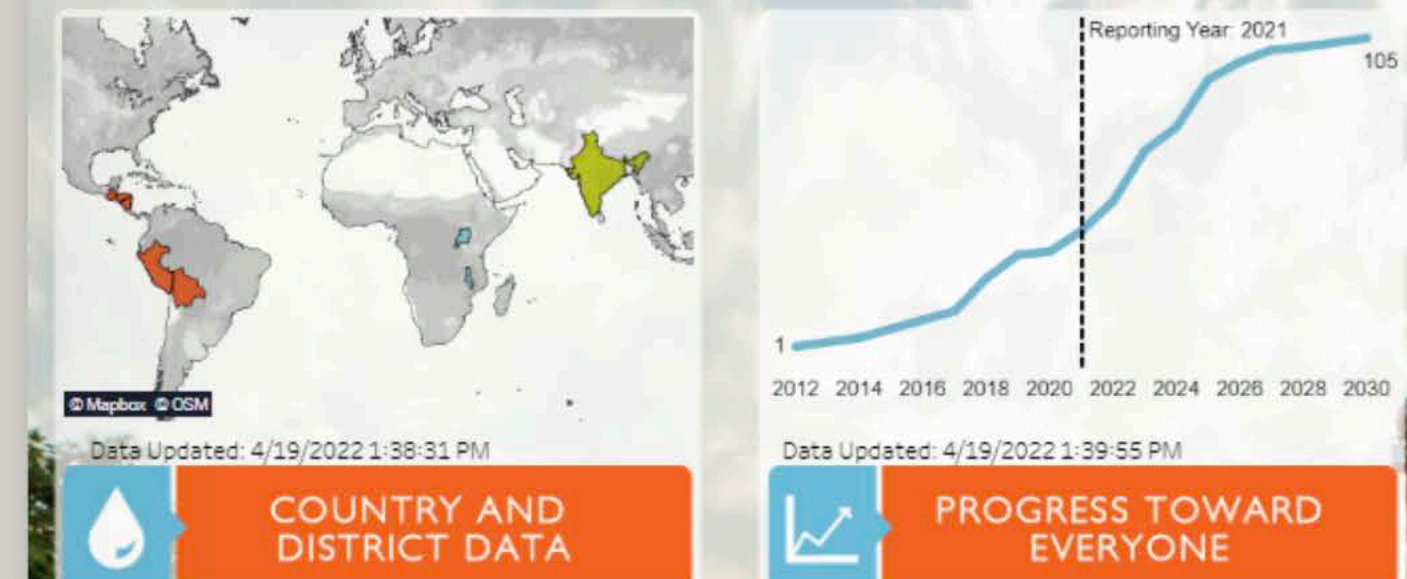 © Mapbox © OSM
Data Updated: 4/19/2022 1:38:31 PM
COUNTRY AND
DISTRICT DATA
Reporting Year: 2021
105
1
2012 2014 2016 2018 2020 2022 2024 2026 2028 2030
Data Updated: 4/19/2022 1:39:55 PM
PROGRESS TOWARD
EVERYONE